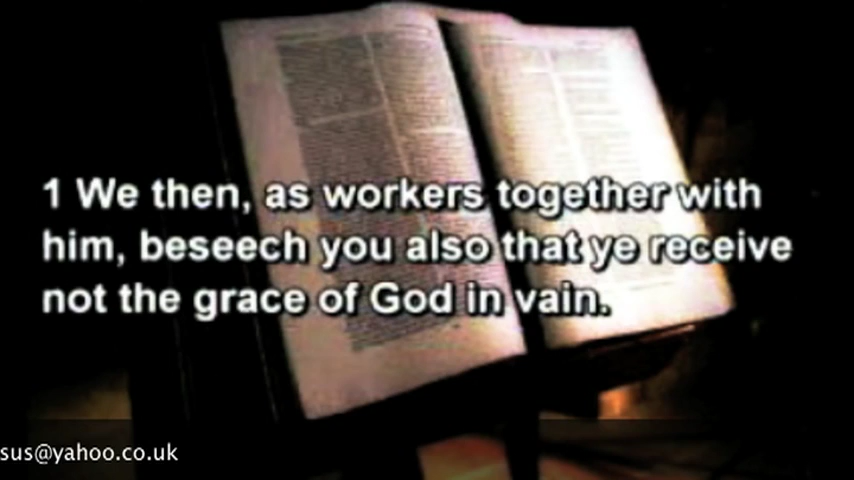 1 We then, as workers together with
him, beseech you also that ye receive
not the grace of God in vain.
sus@yahoo.co.uk